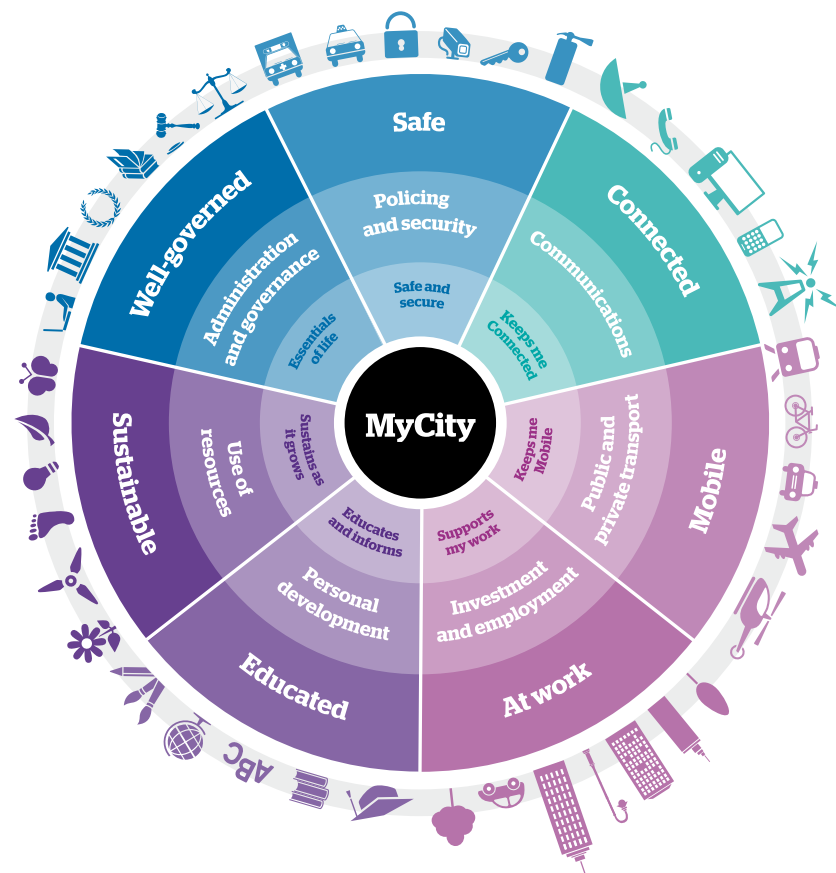 Safe
Policing
and security
Safe and
secure
Connected
Communications
Keeps me
Connected
Mobile
Public and
private transport
Keeps me
Mobile
At work
Investment
and employment
Supports
my work
Educated
Personal
development
Educates
and informs
Sustainable
Use of
resources
Sustains as
it grows
Well-governed
Administration
and governance
Essentials
of life
MyCity
ABC